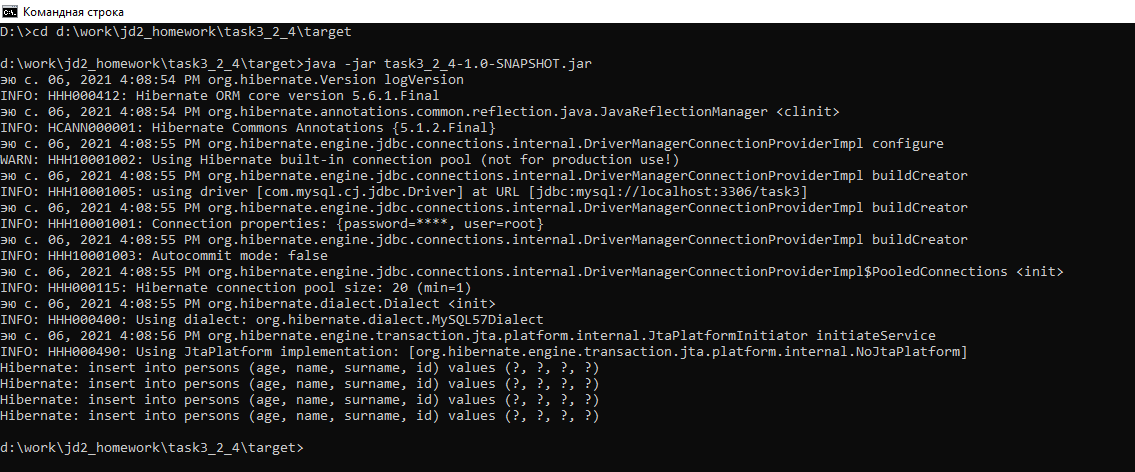 Командная строка
D:\>cd d:\work\jd2_homework\task3_2_4\target
d:\work\jd2_homework\task3_2_4\target>java -jar task3_2_4-1.0-SNAPSHOT.jar
эю с. 06, 2021 4:08:54 PM org.hibernate.Version logVersion
INFO: HHH000412: Hibernate ORM core version 5.6.1.Final
эю с. 06, 2021 4:08:54 PM org.hibernate.annotations.common.reflection.java.JavaReflectionManager <clinit>
INFO: HCANN000001: Hibernate Commons Annotations {5.1.2.Final}
эю с. 06, 2021 4:08:55 PM org.hibernate.engine.jdbc.connections.internal.DriverManagerConnectionProviderImpl configure
WARN: HHH10001002: Using Hibernate built-in connection pool (not for production use!)
эю с. 06, 2021 4:08:55 PM org.hibernate.engine.jdbc.connections.internal.DriverManagerConnectionProviderImpl buildCreator
INFO: HHH10001005: using driver [com.mysql.cj.jdbc.Driver] at URL [jdbc:mysql://localhost:3306/task3]
эю с. 06, 2021 4:08:55 PM org.hibernate.engine.jdbc.connections.internal.DriverManagerConnectionProviderImpl buildCreator
INFO: HHH10001001: Connection properties: {password=****, user=root}
эю с. 06, 2021 4:08:55 PM org.hibernate.engine.jdbc.connections.internal.DriverManagerConnectionProviderImpl buildCreator
INFO: HHH10001003: Autocommit mode: false
эю с. 06, 2021 4:08:55 PM org.hibernate.engine.jdbc.connections.internal.DriverManagerConnectionProviderImpl$PooledConnections <init>
INFO: HHH000115: Hibernate connection pool size: 20 (min=1)
эю с. 06, 2021 4:08:55 PM org.hibernate.dialect.Dialect <init>
INFO: HHH000400: Using dialect: org.hibernate.dialect.MySQL57Dialect
эю с. 06, 2021 4:08:56 PM org.hibernate.engine.transaction.jta.platform.internal.JtaPlatformInitiator initiateService
INFO: HHH000490: Using JtaPlatform implementation: [org.hibernate.engine.transaction.jta.platform.internal.NoJtaPlatform]
Hibernate: insert into persons (age, name, surname, id) values (?, ?, ?, ?)
Hibernate: insert into persons (age, name, surname, id) values (?, ?, ?, ?)
Hibernate: insert into persons (age, name, surname, id) values (?, ?, ?, ?)
Hibernate: insert into persons (age, name, surname, id) values (?, ?, ?, ?)
d:\work\jd2_homework\task3_2_4\target>